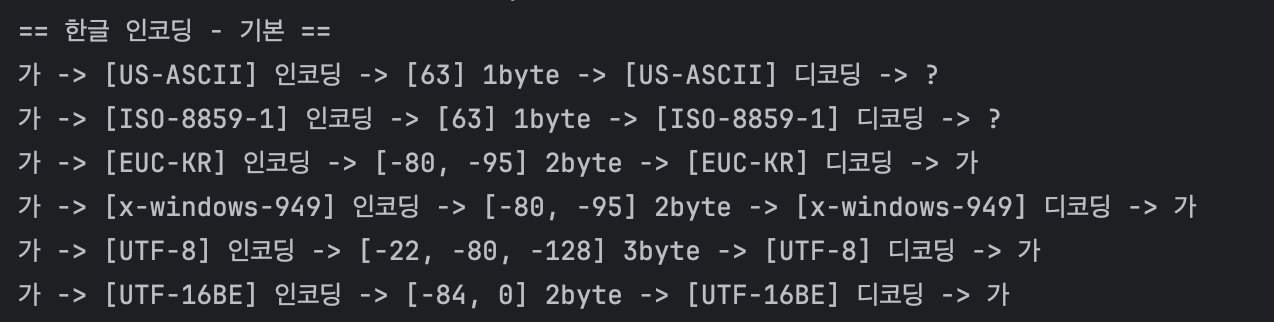 == 한글 인코딩 - 기본 ==
가 -> [US-ASCII] 인코딩 -> [63] 1byte -> [US-ASCII] 디코딩 -> ?
가 -> [ISO-8859-1] 인코딩 -> [63] 1byte -> [ISO-8859-1] 디코딩 -> ?
가 -> [EUC-KR] 인코딩 -> [-80, -95] 2byte -> [EUC-KR] 디코딩 -> 가
가 -> [x-windows-949] 인코딩 -> [-80, -95] 2byte -> [x-windows-949] 디코딩 -> 가
가 -> [UTF-8] 인코딩 -> [-22, -80, -128] 3byte -> [UTF-8] 디코딩 -> 가
가 -> [UTF-16BE] 인코딩 -> [-84, 0] 2byte -> [UTF-16BE] 디코딩 -> 가